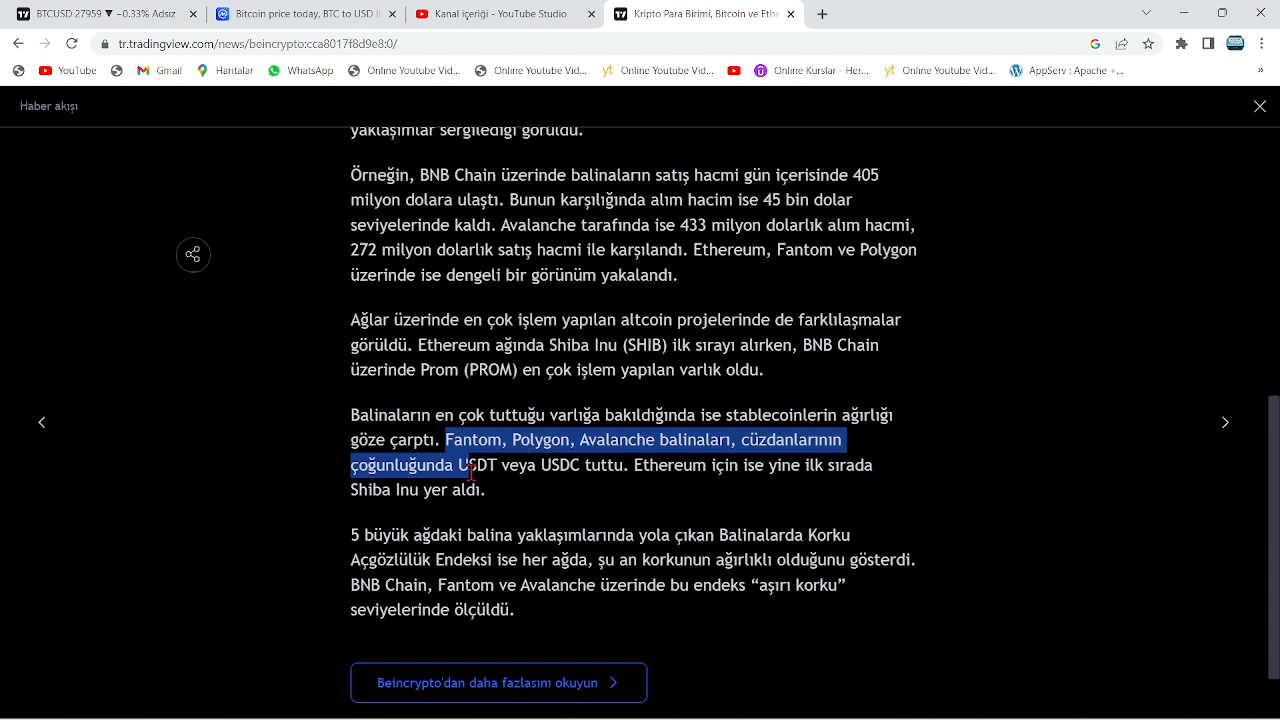 BTCUSD 27959 ▼ −0.33% Adsız
Bitcoin price today, BTC to USD li
Kanal içeriği - YouTube Studio
Kripto Para Birimi, Bitcoin ve Ethe
tr.tradingview.com/news/beincrypto:cca8017f8d9e8:0/
YouTube
Gmail
Haritalar
WhatsApp
Online Youtube Vid...
Online Youtube Vid...
Online Youtube Vid...
Online Kurslar - Her...
Online Youtube Vid...
AppServ : Apache +...
Haber akışı
yaklaşımlar sergilediği görüldü.
Örneğin, BNB Chain üzerinde balinaların satış hacmi gün içerisinde 405
milyon dolara ulaştı. Bunun karşılığında alım hacim ise 45 bin dolar
seviyelerinde kaldı. Avalanche tarafında ise 433 milyon dolarlık alım hacmi,
272 milyon dolarlık satış hacmi ile karşılandı. Ethereum, Fantom ve Polygon
üzerinde ise dengeli bir görünüm yakalandı.
Ağlar üzerinde en çok işlem yapılan altcoin projelerinde de farklılaşmalar
görüldü. Ethereum ağında Shiba Inu (SHIB) ilk sırayı alırken, BNB Chain
üzerinde Prom (PROM) en çok işlem yapılan varlık oldu.
Balinaların en çok tuttuğu varlığa bakıldığında ise stablecoinlerin ağırlığı
göze çarptı. Fantom, Polygon, Avalanche balinaları, cüzdanlarının
çoğunluğunda USDT veya USDC tuttu. Ethereum için ise yine ilk sırada
Shiba Inu yer aldı.
5 büyük ağdaki balina yaklaşımlarında yola çıkan Balinalarda Korku
Açgözlülük Endeksi ise her ağda, şu an korkunun ağırlıklı olduğunu gösterdi.
BNB Chain, Fantom ve Avalanche üzerinde bu endeks “aşırı korku”
seviyelerinde ölçüldü.
Beincrypto'dan daha fazlasını okuyun